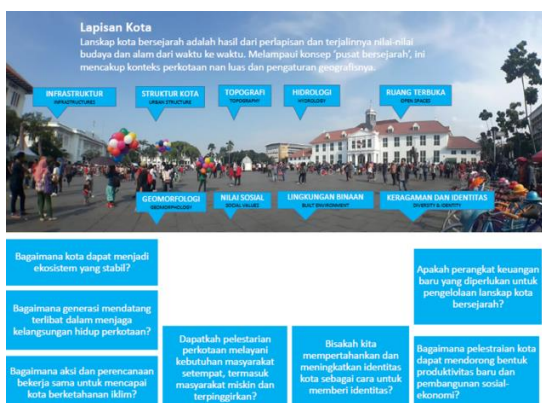 Lapisan Kota
Lanskap kota bersejarah adalah hasil dari perlapisan dan terjalinnya nilai-nilai
budaya dan alam dari waktu ke waktu. Melampaui konsep 'pusat bersejarah', ini
mencakup konteks perkotaan nan luas dan pengaturan geografisnya.
INFRASTRUKTUR
INFRASTRUCTURES
STRUKTUR KOTA
URBAN STRUCTURE
TOPOGRAFI
TOPOGRAPHY
HIDROLOGI
HYDROLOGY
RUANG TERBUKA
OPEN SPACES
GEOMORFOLOGI
GEOMORPHOLOGY
NILAI SOSIAL
SOCIAL VALUES
LINGKUNGAN BINAAN
BUILT ENVIRONMENT
KERAGAMAN DAN IDENTITAS
DIVERSITY & IDENTITY
Bagaimana kota dapat menjadi
ekosistem yang stabil?
Bagaimana generasi mendatang
terlibat dalam menjaga
kelangsungan hidup perkotaan?
Bagaimana aksi dan perencanaan
bekerja sama untuk mencapai
kota berketahanan iklim?
Dapatkah pelestarian
perkotaan melayani
kebutuhan masyarakat
setempat, termasuk
masyarakat miskin dan
terpinggirkan?
Bisakah kita
mempertahankan dan
meningkatkan identitas
kota sebagai cara untuk
memberi identitas?
Apakah perangkat keuangan
baru yang diperlukan untuk
pengelolaan lanskap kota
bersejarah?
Bagaimana pelestraian kota
dapat mendorong bentuk
produktivitas baru dan
pembangunan sosial-
ekonomi?